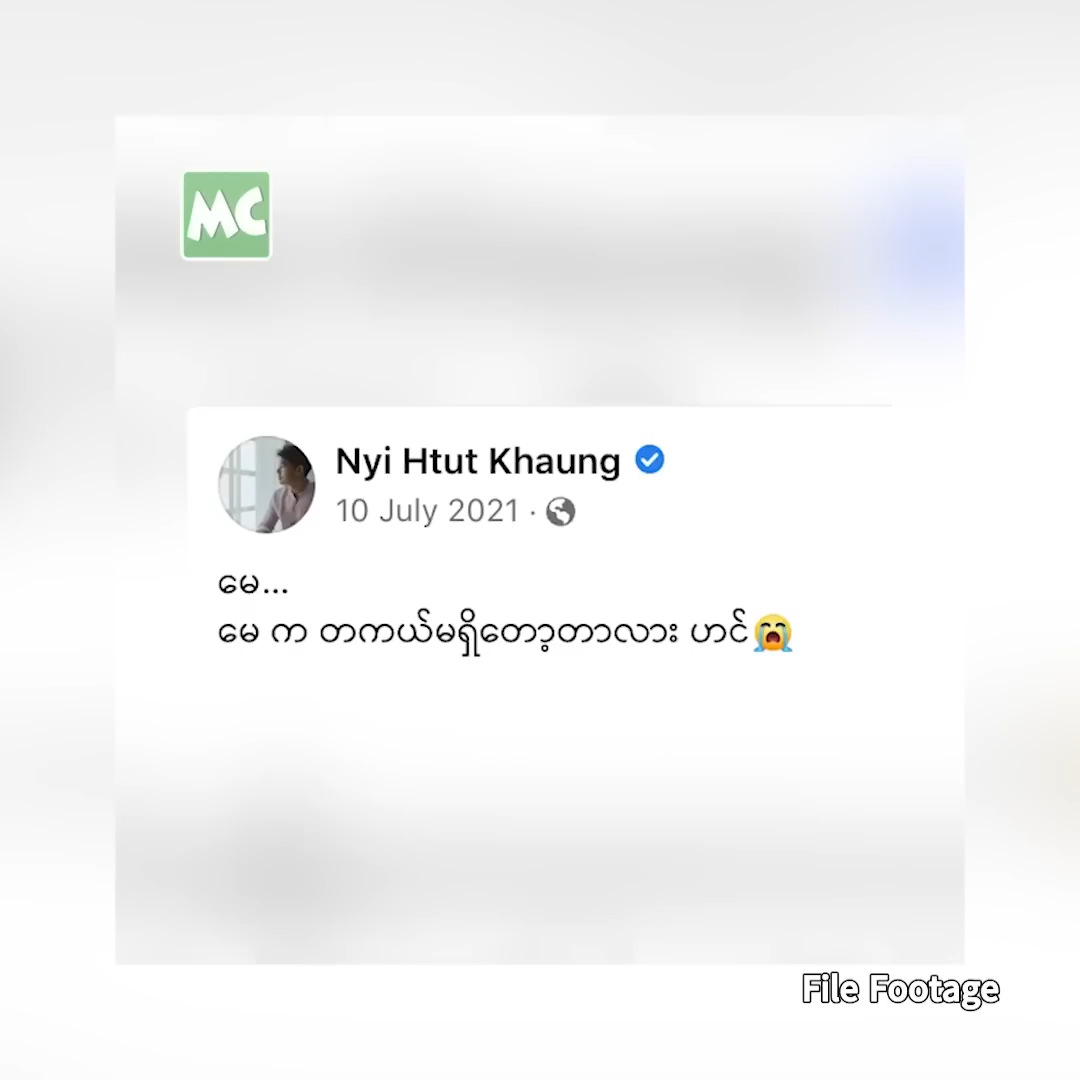 MC
Nyi Htut Khaung
10 July 2021 ·
မေ...
မေ က တကယ်မရှိတော့တာလား ဟင်😭
File Footage